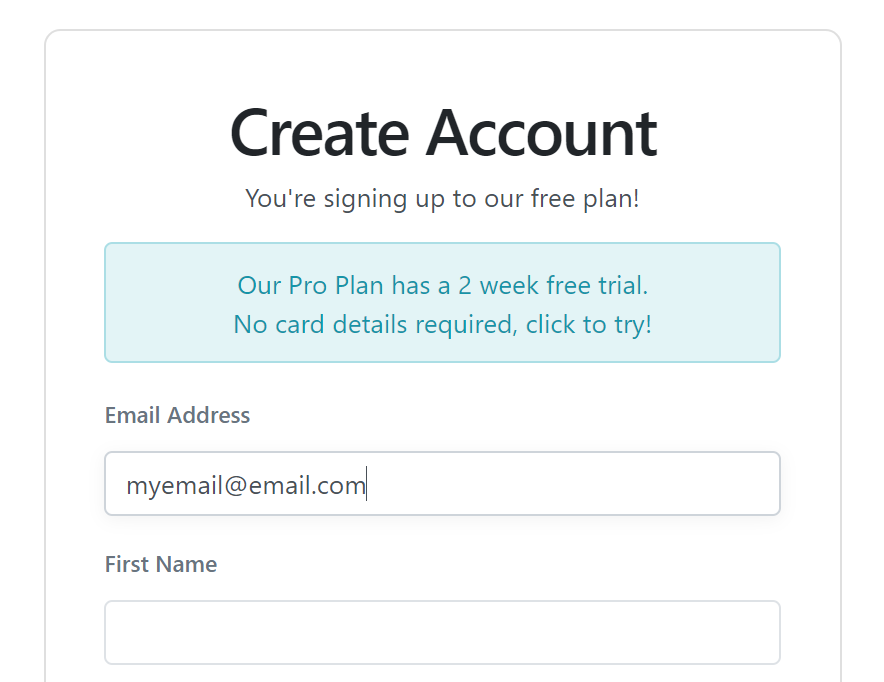 Create Account
You're signing up to our free plan!
Our Pro Plan has a 2 week free trial.
No card details required, click to try!
Email Address
myemail@email.com
First Name